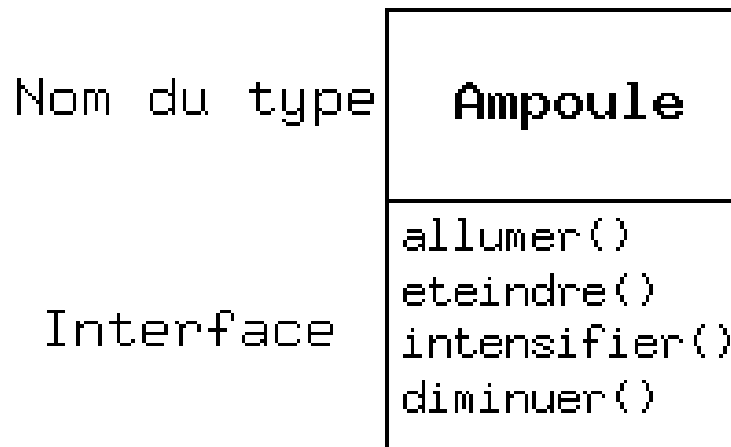 Nom du type
Ampoule
Interface
allumer()
eteindre()
intensifier()
diminuer()